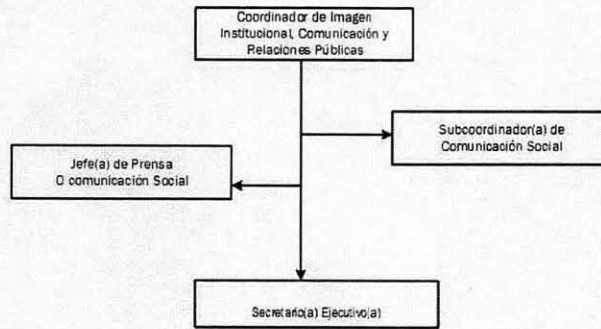 Coordinador de Imagen
Institucional, Comunicación y
Relaciones Públicas
Subcoordinador(a) de
Comunicación Social
Jefe(a) de Prensa
O comunicación Social
Secretario(a) Ejecutivo(a)